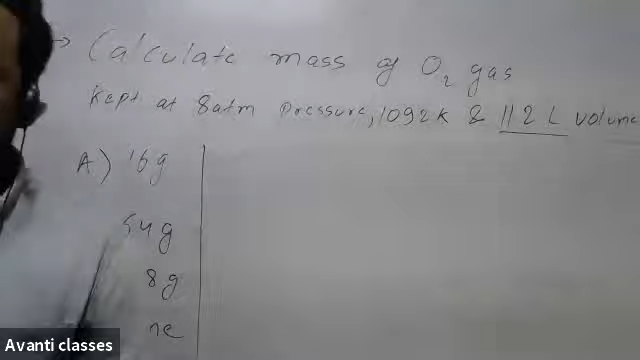 → Calculate mass of O₂ gas
Kept at 8atm Pressure, 1092K & 112 L volume
A) 16g
64g
8g
ne
Avanti classes